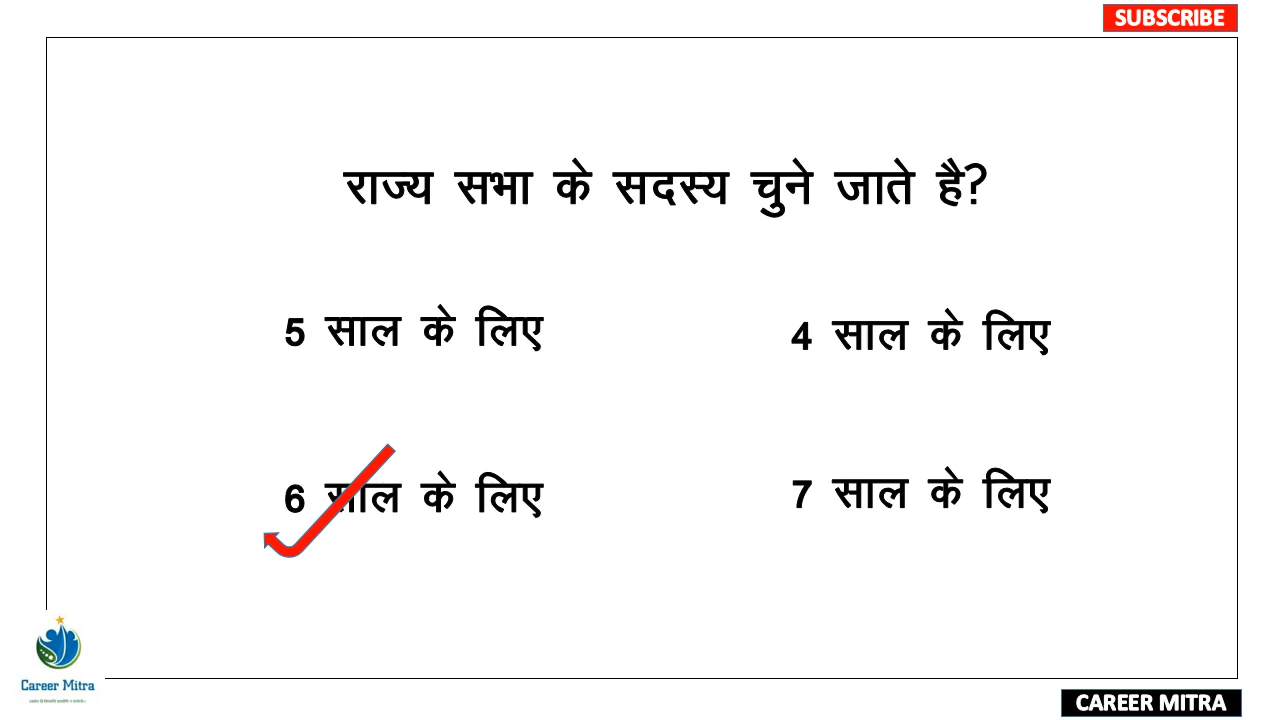 SUBSCRIBE
राज्य सभा के सदस्य चुने जाते है?
5 साल के लिए
4 साल के लिए
6 साल के लिए
7 साल के लिए
Career Mitra
CAREER MITRA